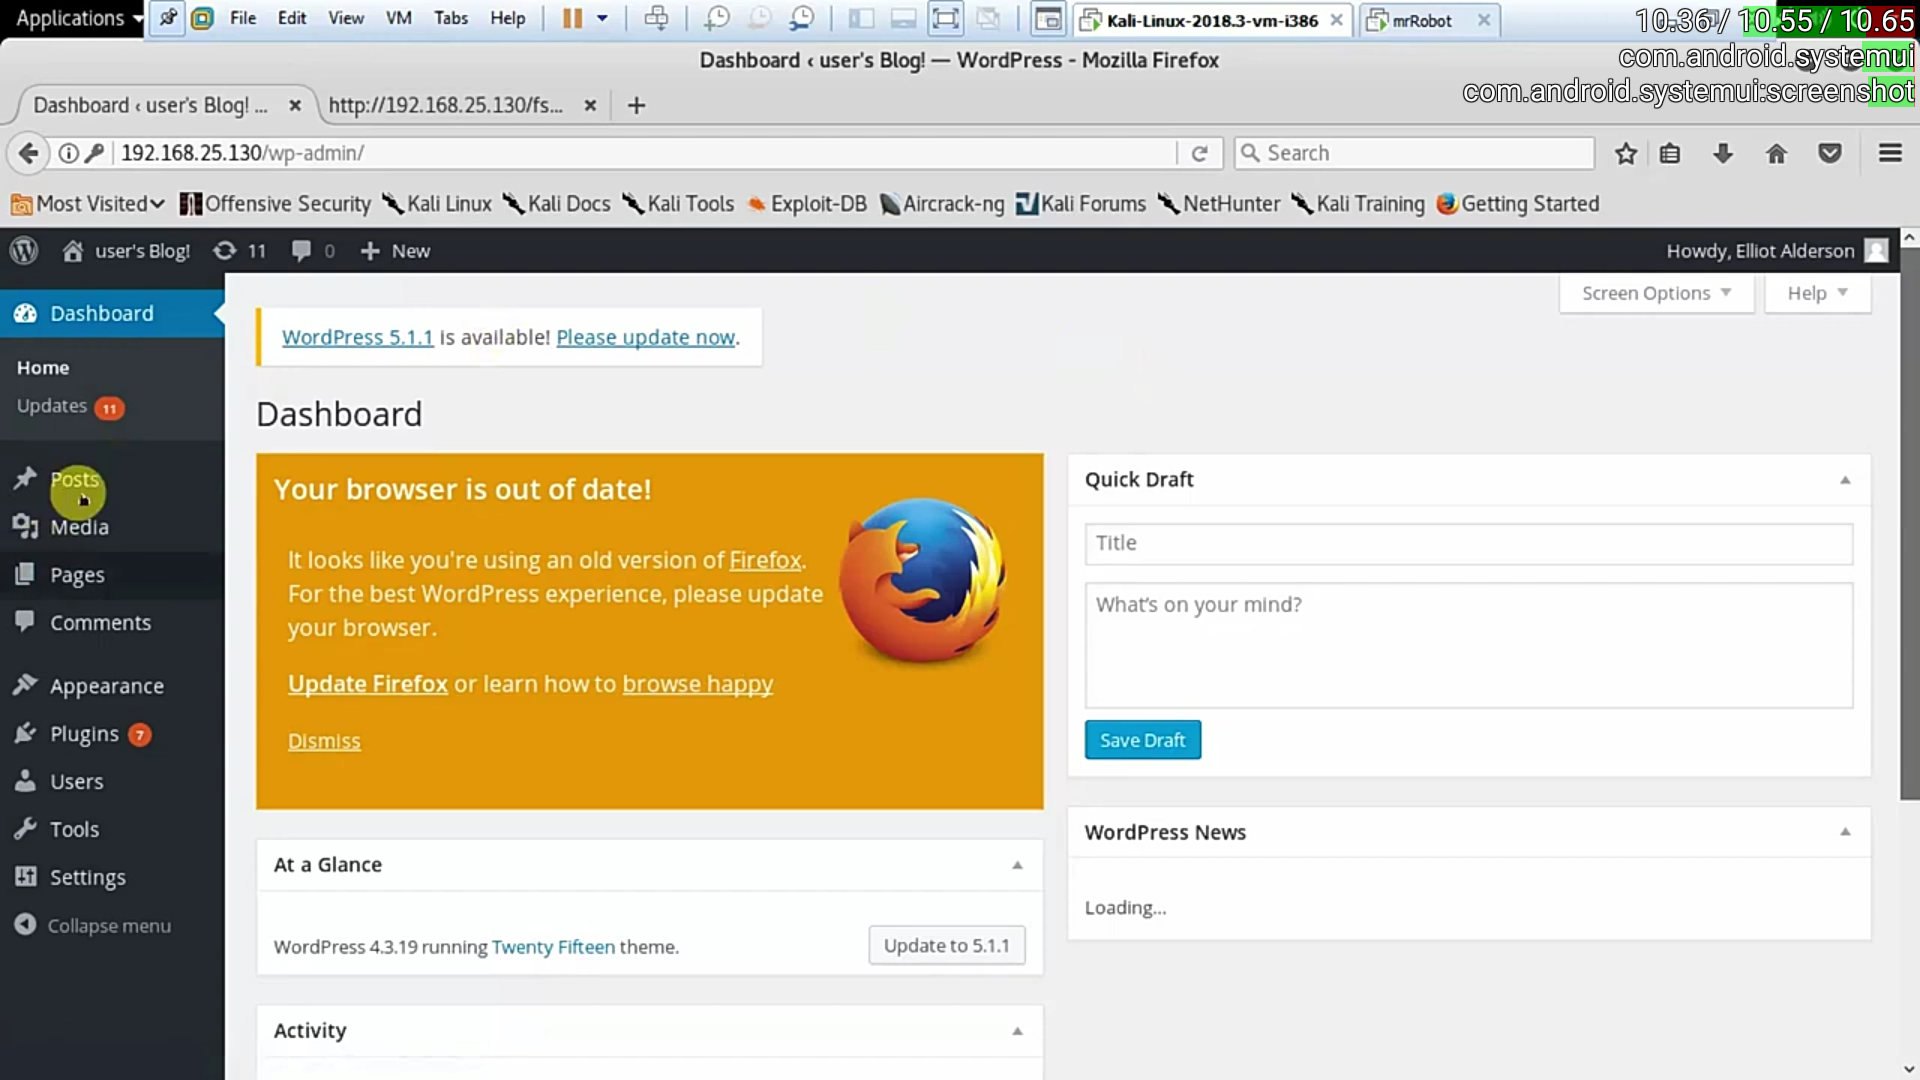 Applications
File Edit View VM Tabs Help
Kali-Linux-2018.3-vm-i386
mrRobot
10.36 / 10.55 / 10.65
com.android.systemui
com.android.systemui:screenshot
Dashboard ‹ user's Blog! — WordPress - Mozilla Firefox
Dashboard ‹ user's Blog! ...
http://192.168.25.130/fs...
192.168.25.130/wp-admin/
Search
Most Visited
Offensive Security
Kali Linux
Kali Docs
Kali Tools
Exploit-DB
Aircrack-ng
Kali Forums
NetHunter
Kali Training
Getting Started
user's Blog!
11
0
New
Howdy, Elliot Alderson
Dashboard
Home
Updates 11
Posts
Media
Pages
Comments
Appearance
Plugins 7
Users
Tools
Settings
Collapse menu
Screen Options
Help
WordPress 5.1.1 is available! Please update now.
Dashboard
Your browser is out of date!
It looks like you're using an old version of Firefox.
For the best WordPress experience, please update
your browser.
Update Firefox or learn how to browse happy
Dismiss
At a Glance
WordPress 4.3.19 running Twenty Fifteen theme.
Update to 5.1.1
Activity
Quick Draft
Title
What's on your mind?
Save Draft
WordPress News
Loading...